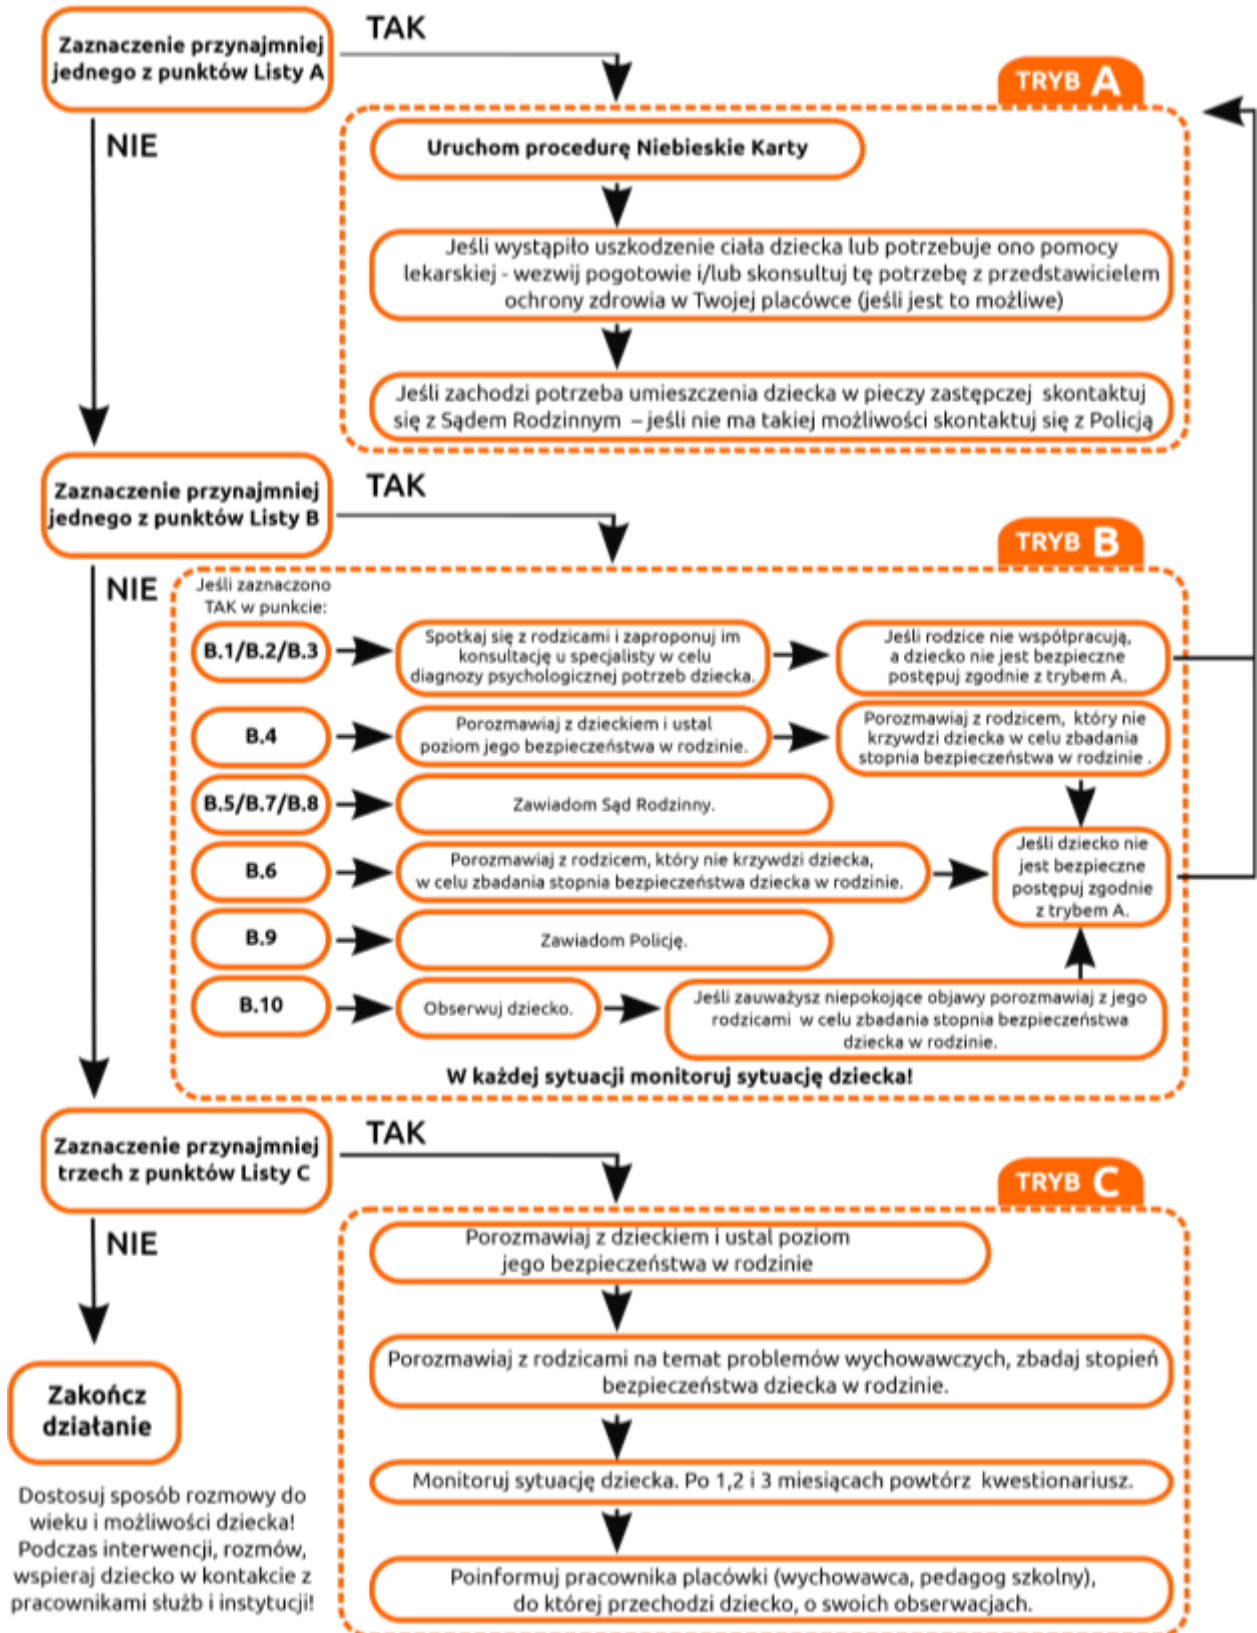 Zaznaczenie przynajmniej
jednego z punktów Listy A
TAK
NIE
TRYB A
Uruchom procedurę Niebieskie Karty
Jeśli wystąpiło uszkodzenie ciała dziecka lub potrzebuje ono pomocy
lekarskiej - wezwij pogotowie i/lub skonsultuj tę potrzebę z przedstawicielem
ochrony zdrowia w Twojej placówce (jeśli jest to możliwe)
Jeśli zachodzi potrzeba umieszczenia dziecka w pieczy zastępczej skontaktuj
się z Sądem Rodzinnym – jeśli nie ma takiej możliwości skontaktuj się z Policją
Zaznaczenie przynajmniej
jednego z punktów Listy B
TAK
NIE
TRYB B
Jeśli zaznaczono
TAK w punkcie:
B.1/B.2/B.3
Spotkaj się z rodzicami i zaproponuj im
konsultację u specjalisty w celu
diagnozy psychologicznej potrzeb dziecka.
Jeśli rodzice nie współpracują,
a dziecko nie jest bezpieczne
postępuj zgodnie z trybem A.
B.4
Porozmawiaj z dzieckiem i ustal
poziom jego bezpieczeństwa w rodzinie.
Porozmawiaj z rodzicem, który nie
krzywdzi dziecka w celu zbadania
stopnia bezpieczeństwa w rodzinie .
B.5/B.7/B.8
Zawiadom Sąd Rodzinny.
B.6
Porozmawiaj z rodzicem, który nie krzywdzi dziecka,
w celu zbadania stopnia bezpieczeństwa dziecka w rodzinie.
Jeśli dziecko nie
jest bezpieczne
postępuj zgodnie
z trybem A.
B.9
Zawiadom Policję.
B.10
Obserwuj dziecko.
Jeśli zauważysz niepokojące objawy porozmawiaj z jego
rodzicami w celu zbadania stopnia bezpieczeństwa
dziecka w rodzinie.
W każdej sytuacji monitoruj sytuację dziecka!
Zaznaczenie przynajmniej
trzech z punktów Listy C
TAK
NIE
TRYB C
Porozmawiaj z dzieckiem i ustal poziom
jego bezpieczeństwa w rodzinie
Porozmawiaj z rodzicami na temat problemów wychowawczych, zbadaj stopień
bezpieczeństwa dziecka w rodzinie.
Monitoruj sytuację dziecka. Po 1,2 i 3 miesiącach powtórz kwestionariusz.
Poinformuj pracownika placówki (wychowawca, pedagog szkolny),
do której przechodzi dziecko, o swoich obserwacjach.
Zakończ
działanie
Dostosuj sposób rozmowy do
wieku i możliwości dziecka!
Podczas interwencji, rozmów,
wspieraj dziecko w kontakcie z
pracownikami służb i instytucji!